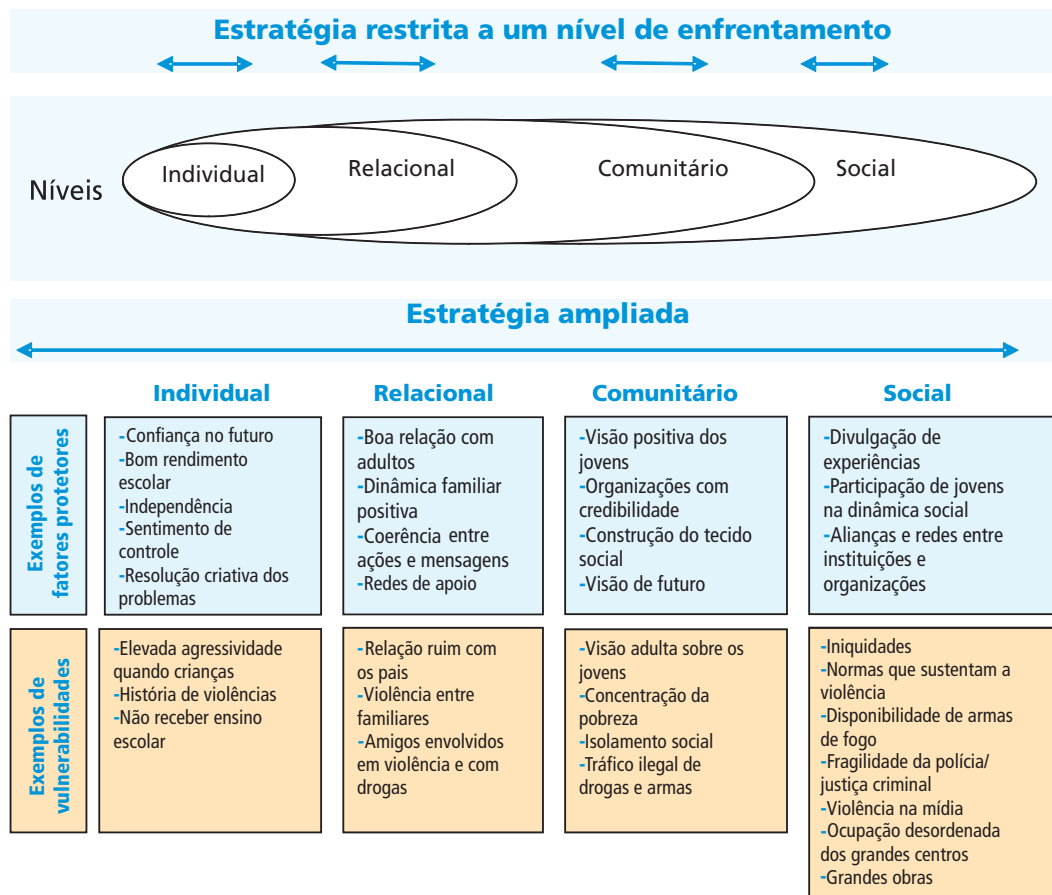 Estratégia restrita a um nível de enfrentamento
Níveis
Individual
Relacional
Comunitário
Social
Estratégia ampliada
Individual
Relacional
Comunitário
Social
Exemplos de
fatores protetores
-Confiança no futuro
-Bom rendimento
escolar
-Independência
-Sentimento de
controle
-Resolução criativa dos
problemas
-Boa relação com
adultos
-Dinâmica familiar
positiva
-Coerência entre
ações e mensagens
-Redes de apoio
-Visão positiva dos
jovens
-Organizações com
credibilidade
-Construção do tecido
social
-Visão de futuro
-Divulgação de
experiências
-Participação de jovens
na dinâmica social
-Alianças e redes entre
instituições e
organizações
Exemplos de
vulnerabilidades
-Elevada agressividade
quando crianças
-História de violências
-Não receber ensino
escolar
-Relação ruim com
os pais
-Violência entre
familiares
-Amigos envolvidos
em violência e com
drogas
-Visão adulta sobre os
jovens
-Concentração da
pobreza
-Isolamento social
-Tráfico ilegal de
drogas e armas
-Iniquidades
-Normas que sustentam a
violência
-Disponibilidade de armas
de fogo
-Fragilidade da polícia/
justiça criminal
-Violência na mídia
-Ocupação desordenada
dos grandes centros
-Grandes obras